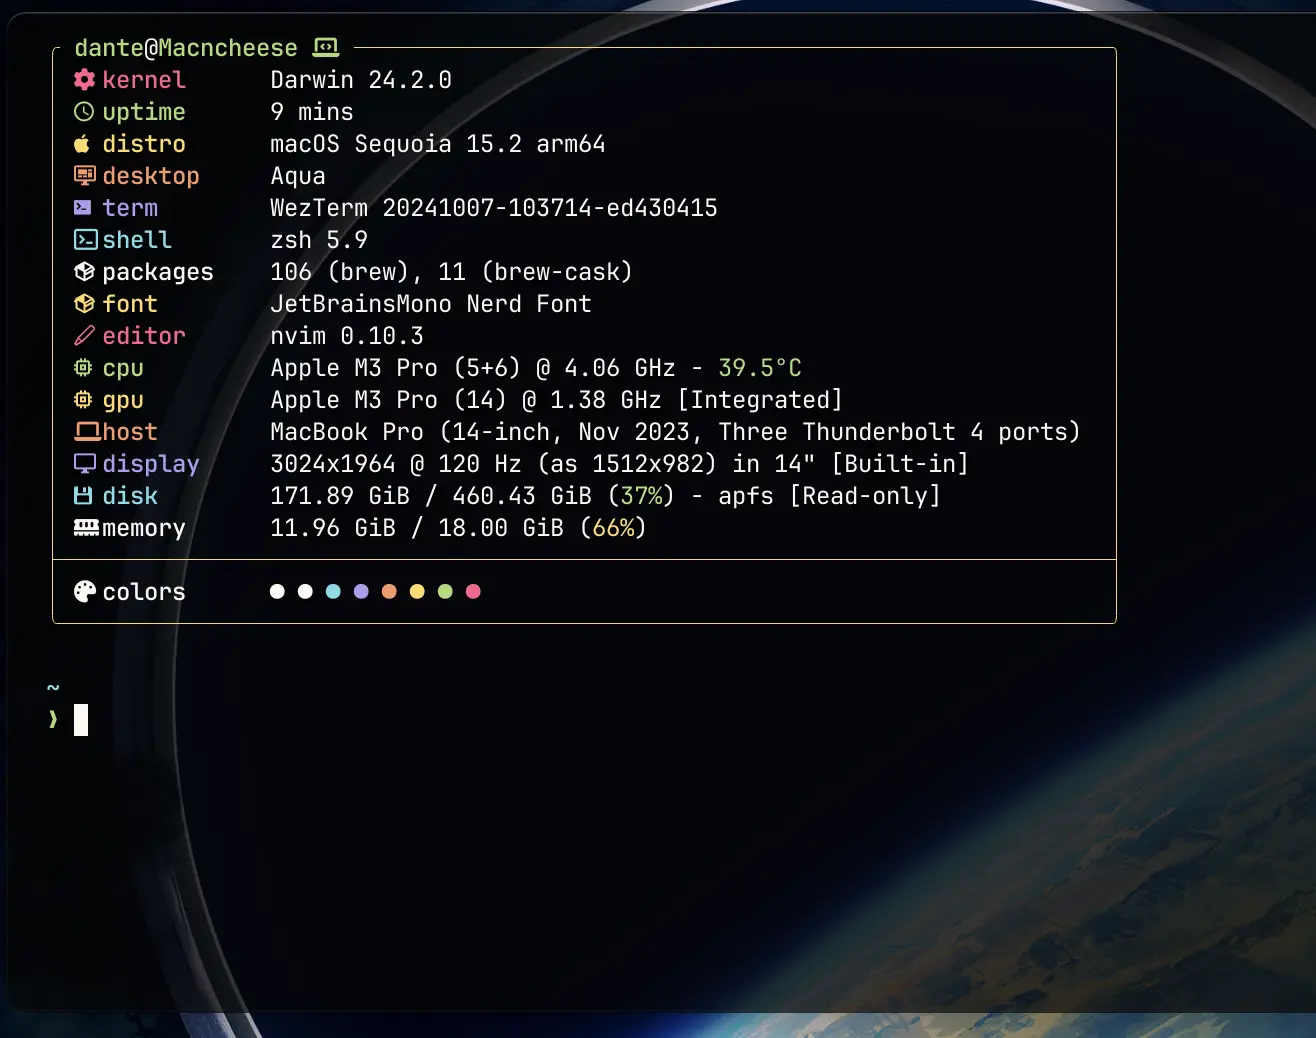 dante@Macncheese
kernel Darwin 24.2.0
uptime 9 mins
distro macOS Sequoia 15.2 arm64
desktop Aqua
term WezTerm 20241007-103714-ed430415
shell zsh 5.9
packages 106 (brew), 11 (brew-cask)
font JetBrainsMono Nerd Font
editor nvim 0.10.3
cpu Apple M3 Pro (5+6) @ 4.06 GHz - 39.5°C
gpu Apple M3 Pro (14) @ 1.38 GHz [Integrated]
host MacBook Pro (14-inch, Nov 2023, Three Thunderbolt 4 ports)
display 3024x1964 @ 120 Hz (as 1512x982) in 14" [Built-in]
disk 171.89 GiB / 460.43 GiB (37%) - apfs [Read-only]
memory 11.96 GiB / 18.00 GiB (66%)
colors
~
❯